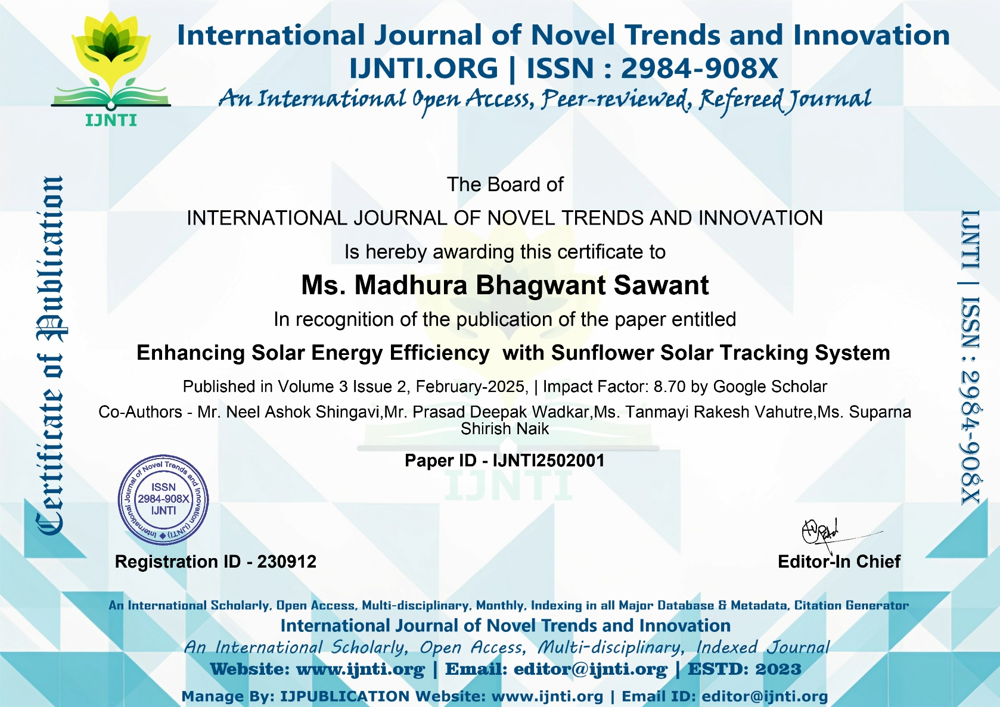 International Journal of Novel Trends and Innovation
IJNTI.ORG | ISSN : 2984-908X
An International Open Access, Peer-reviewed, Refereed Journal
IJNTI
Certificate of Publication
The Board of
INTERNATIONAL JOURNAL OF NOVEL TRENDS AND INNOVATION
Is hereby awarding this certificate to
Ms. Madhura Bhagwant Sawant
In recognition of the publication of the paper entitled
Enhancing Solar Energy Efficiency  with Sunflower Solar Tracking System
Published in Volume 3 Issue 2, February-2025, | Impact Factor: 8.70 by Google Scholar
Co-Authors - Mr. Neel Ashok Shingavi,Mr. Prasad Deepak Wadkar,Ms. Tanmayi Rakesh Vahutre,Ms. Suparna
Shirish Naik
Paper ID - IJNTI2502001
IJNTI
IJNTI | ISSN : 2984-908X
International Journal of Novel Trends and Innovation (IJNTI)
ISSN
2984-908X
IJNTI
Registration ID - 230912
Editor-In Chief
An International Scholarly, Open Access, Multi-disciplinary, Monthly, Indexing in all Major Database & Metadata, Citation Generator
International Journal of Novel Trends and Innovation
An International Scholarly, Open Access, Multi-disciplinary, Indexed Journal
Website: www.ijnti.org | Email: editor@ijnti.org | ESTD: 2023
Manage By: IJPUBLICATION Website: www.ijnti.org | Email ID: editor@ijnti.org